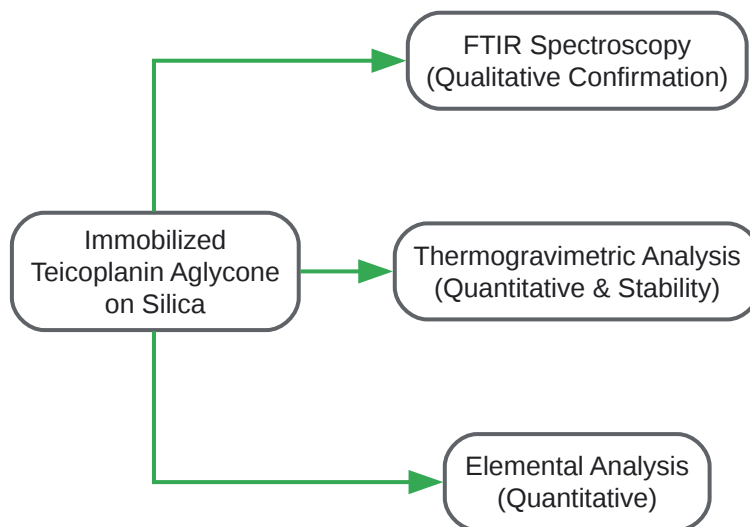 FTIR Spectroscopy
(Qualitative Confirmation)
Immobilized
Teicoplanin Aglycone
on Silica
Thermogravimetric Analysis
(Quantitative & Stability)
Elemental Analysis
(Quantitative)